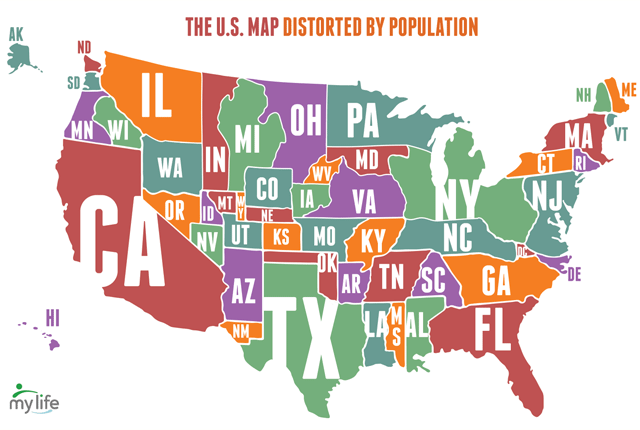 THE U.S. MAP DISTORTED BY POPULATION
AK
ND
SD
MN
WI
IL
IN
MI
OH
PA
ME
NH
VT
MA
CT
RI
WA
MD
WV
VA
NY
NJ
CO
IA
OR
ID
MT
WY
NE
CA
NV
UT
KS
MO
KY
NC
DC
DE
AZ
OK
AR
TN
SC
GA
NM
TX
LA
MS
AL
FL
HI
my life